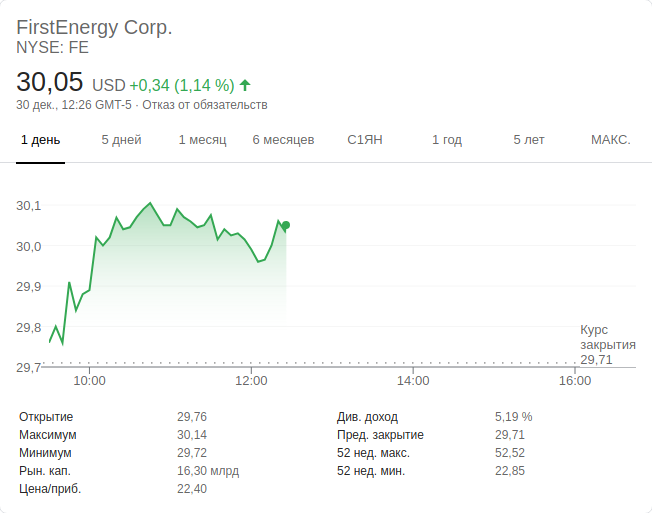 FirstEnergy Corp.
NYSE: FE
30,05 USD +0,34 (1,14 %)
30 дек., 12:26 GMT-5 · Отказ от обязательств
1 день 5 дней 1 месяц 6 месяцев С1ЯН 1 год 5 лет МАКС.
30,1
30,0
29,9
29,8
Курс
закрытия
29,71
29,7
10:00 12:00 14:00 16:00
Открытие 29,76 Див. доход 5,19 %
Максимум 30,14 Пред. закрытие 29,71
Минимум 29,72 52 нед. макс. 52,52
Рын. кап. 16,30 млрд 52 нед. мин. 22,85
Цена/приб. 22,40